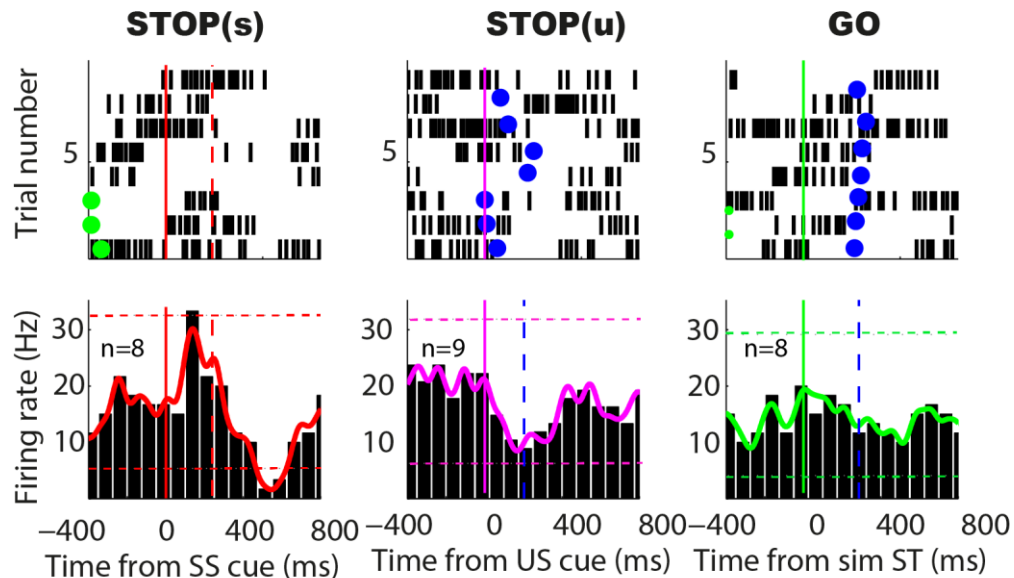 STOP(s) STOP(u) GO
Trial number
5 5 5
Firing rate (Hz)
30 30 30
n=8 n=9 n=8
20 20 20
10 10 10
−400 0 400 800 −400 0 400 800 −400 0 400 800
Time from SS cue (ms) Time from US cue (ms) Time from sim ST (ms)